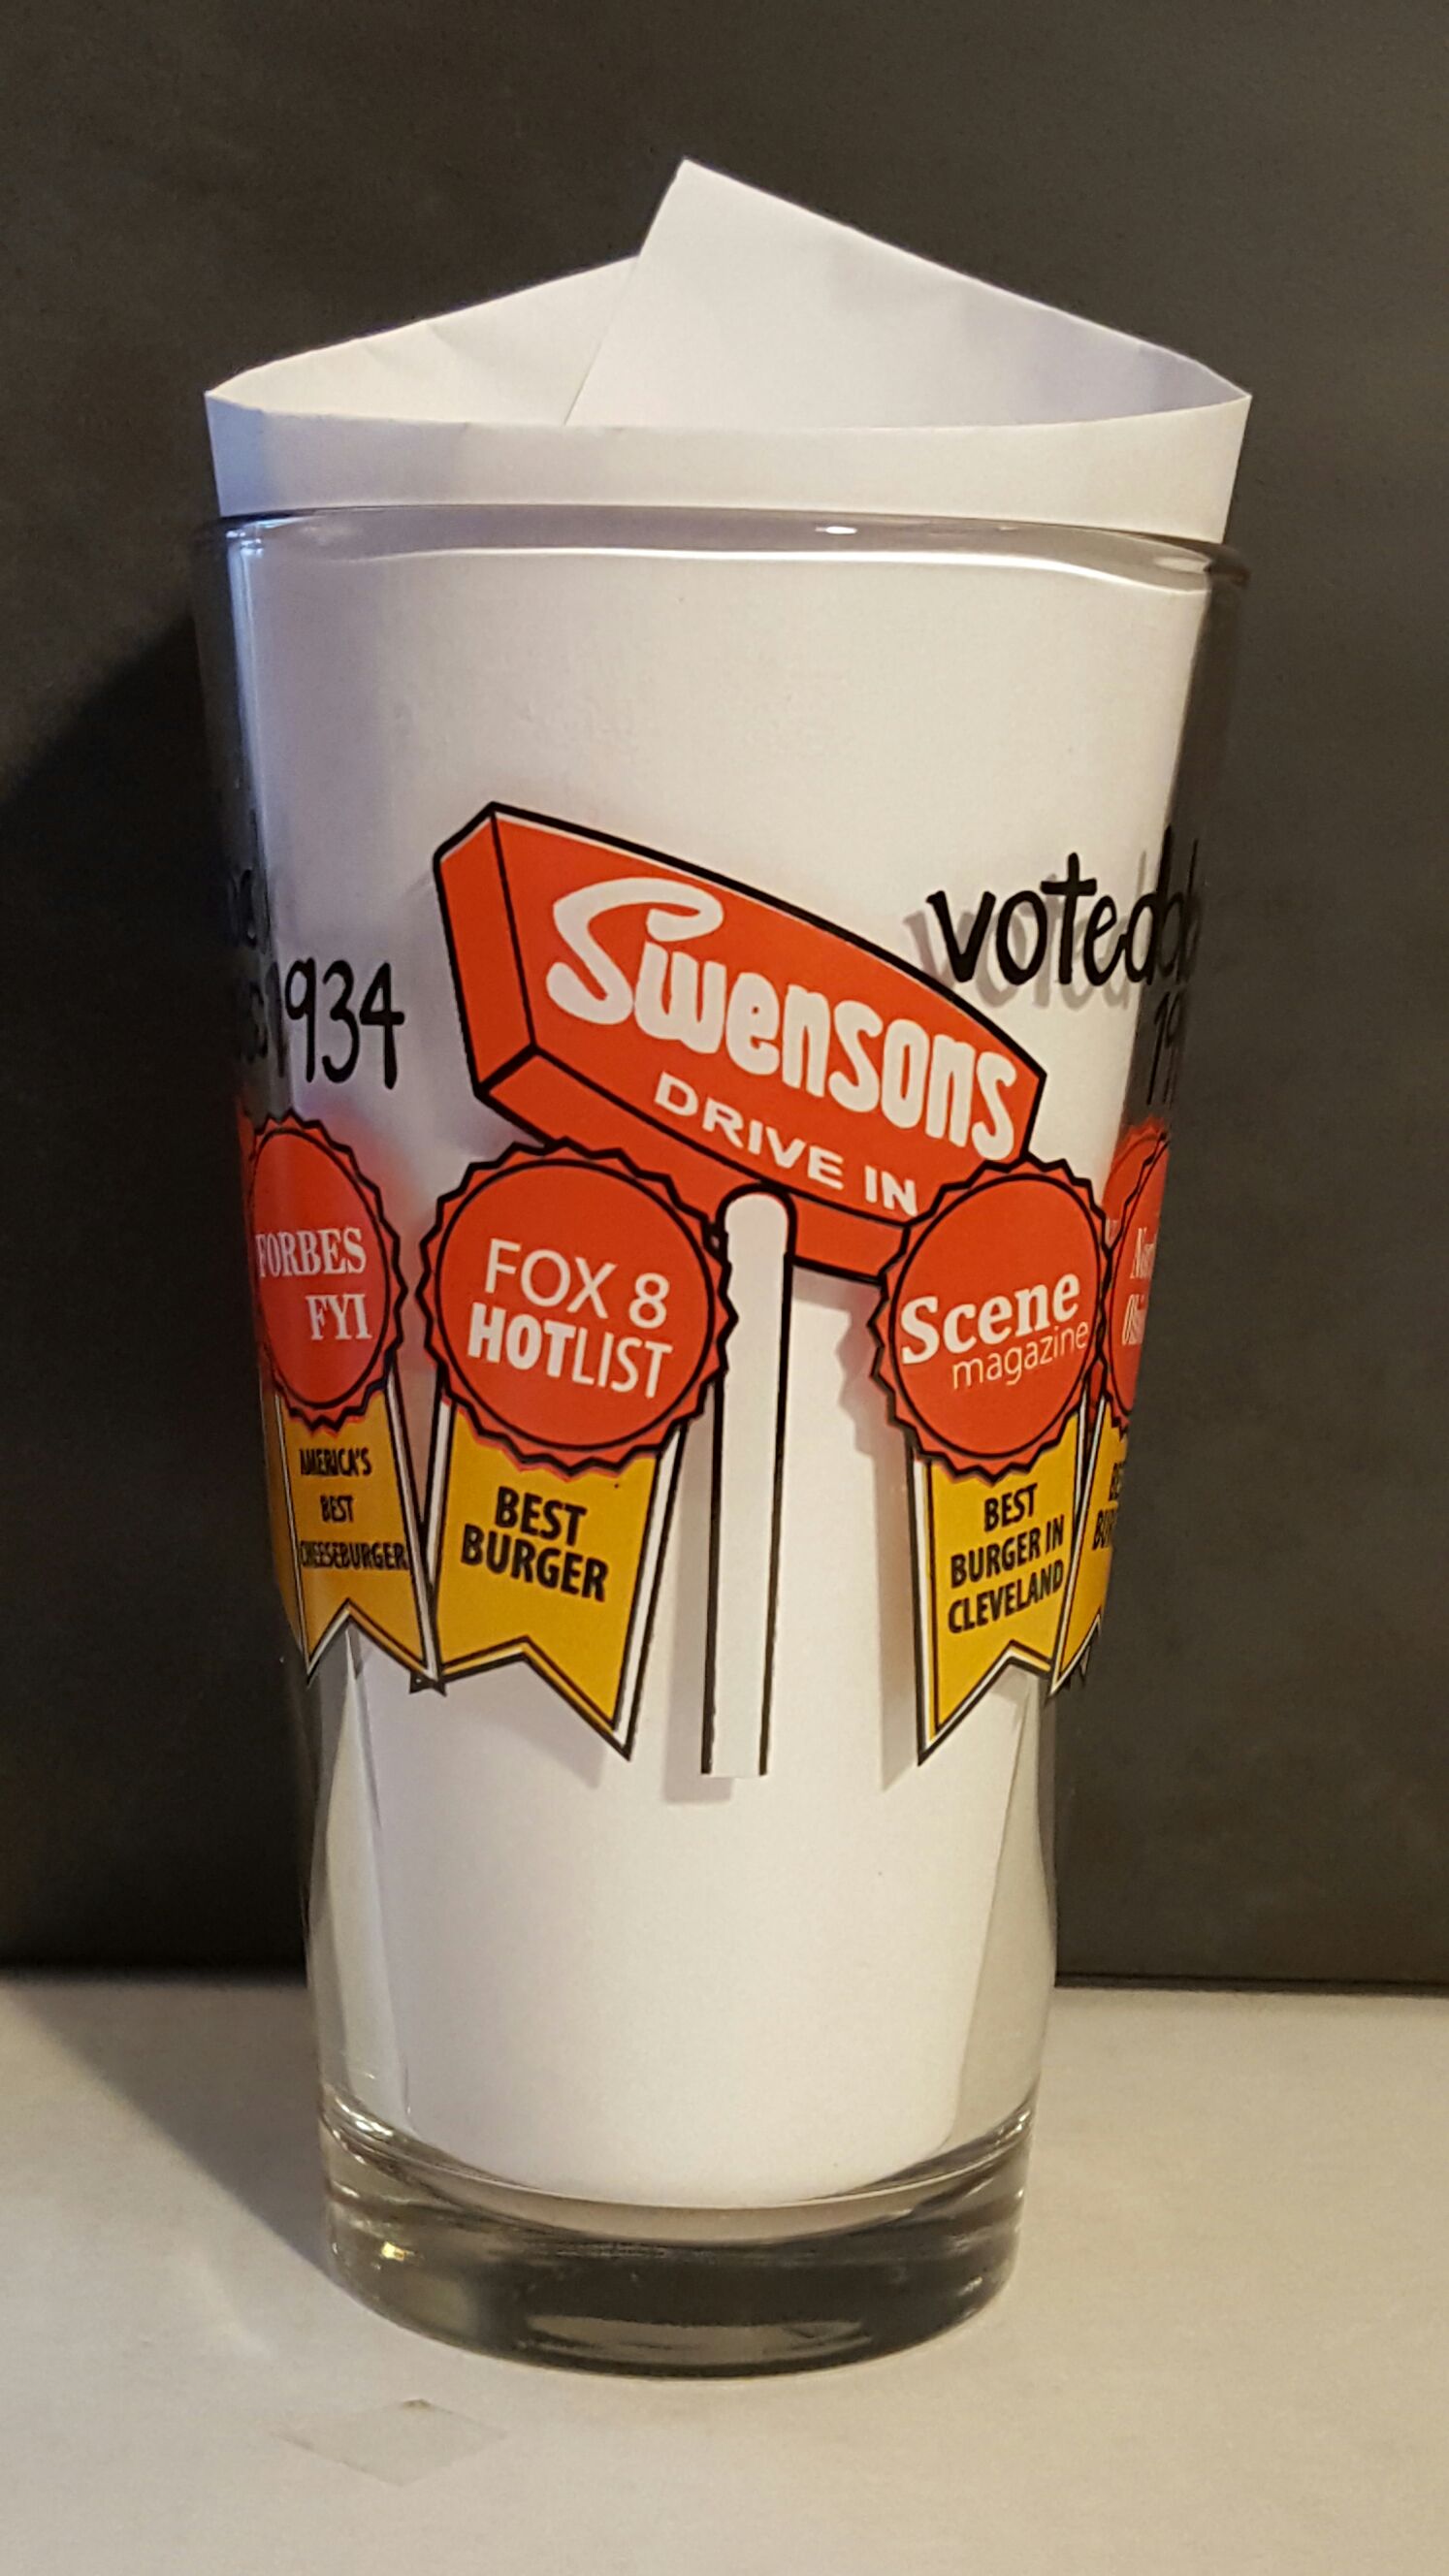 voted
1934
Swensons
DRIVE IN
FORBES
FYI
AMERICA'S
BEST
CHEESEBURGER
FOX 8
HOTLIST
BEST
BURGER
Scene
magazine
BEST
BURGER IN
CLEVELAND